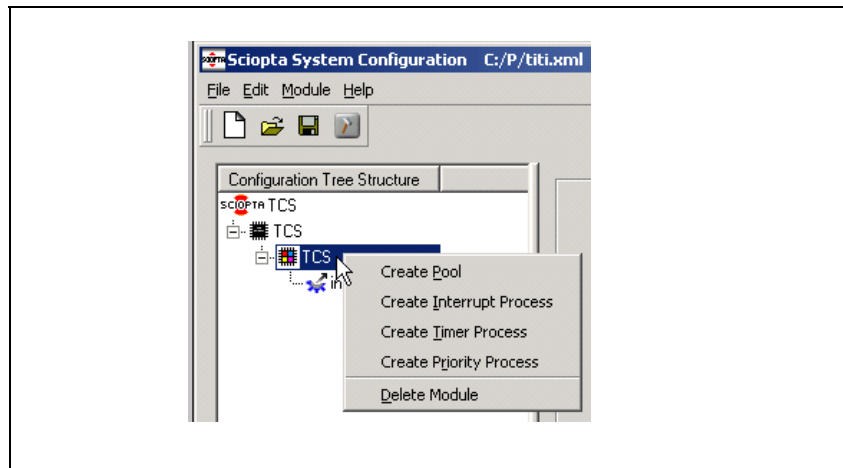 Sciopta System Configuration C:/P/titi.xml
File Edit Module Help
Configuration Tree Structure
SCIOPTA TCS
TCS
TCS
Create Pool
in
Create Interrupt Process
Create Timer Process
Create Priority Process
Delete Module